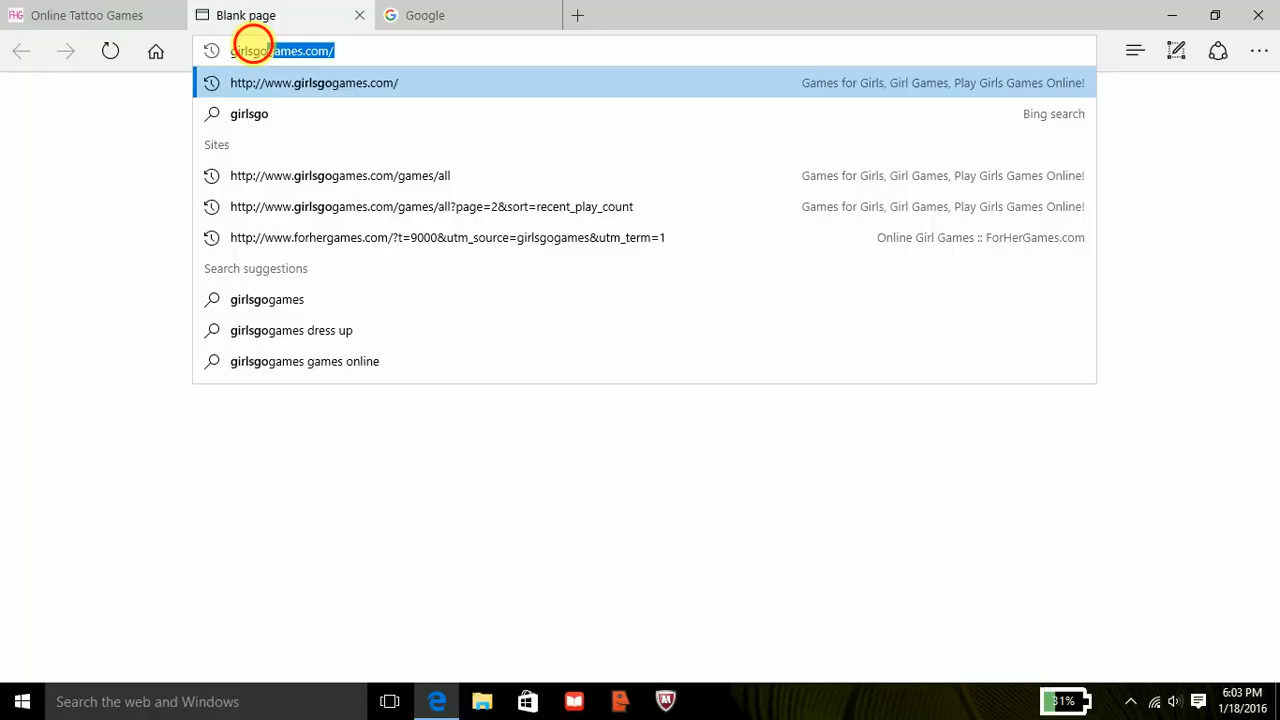 FHG Online Tattoo Games
Blank page
Google
girlsgogames.com/
http://www.girlsgogames.com/ Games for Girls, Girl Games, Play Girls Games Online!
girlsgo Bing search
Sites
http://www.girlsgogames.com/games/all Games for Girls, Girl Games, Play Girls Games Online!
http://www.girlsgogames.com/games/all?page=2&sort=recent_play_count Games for Girls, Girl Games, Play Girls Games Online!
http://www.forhergames.com/?t=9000&utm_source=girlsgogames&utm_term=1 Online Girl Games :: ForHerGames.com
Search suggestions
girlsgogames
girlsgogames dress up
girlsgogames games online
Search the web and Windows
31%
6:03 PM
1/18/2016